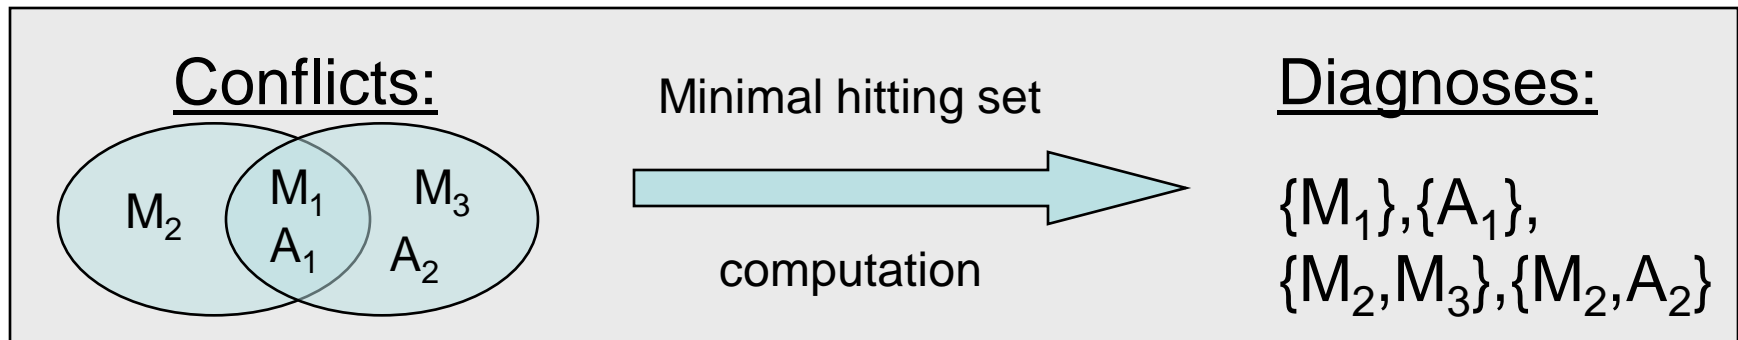 Conflicts:
M₂
M₁
A₁
M₃
A₂
Minimal hitting set
computation
Diagnoses:
{M₁},{A₁},
{M₂,M₃},{M₂,A₂}